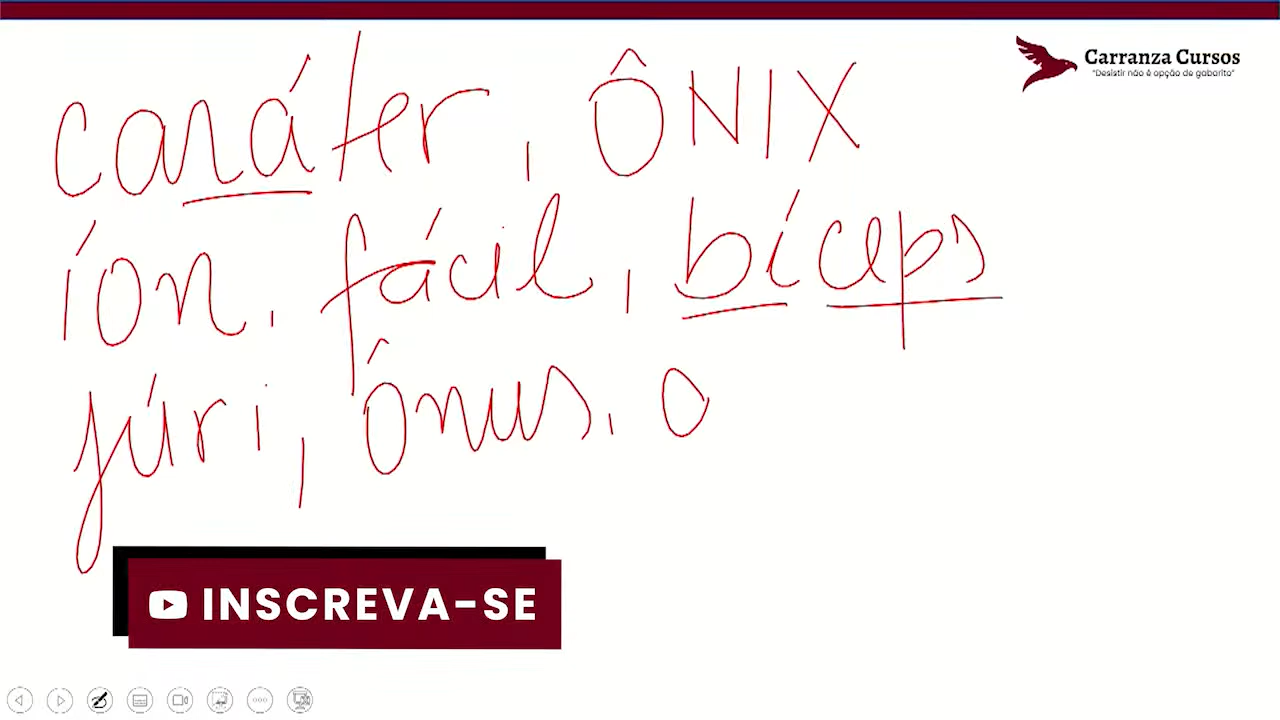 Carranza Cursos
"Desistir não é opção de gabarito"
caráter, ÔNIX
íon, fácil, bíceps
júri, ônus, o
INSCREVA-SE